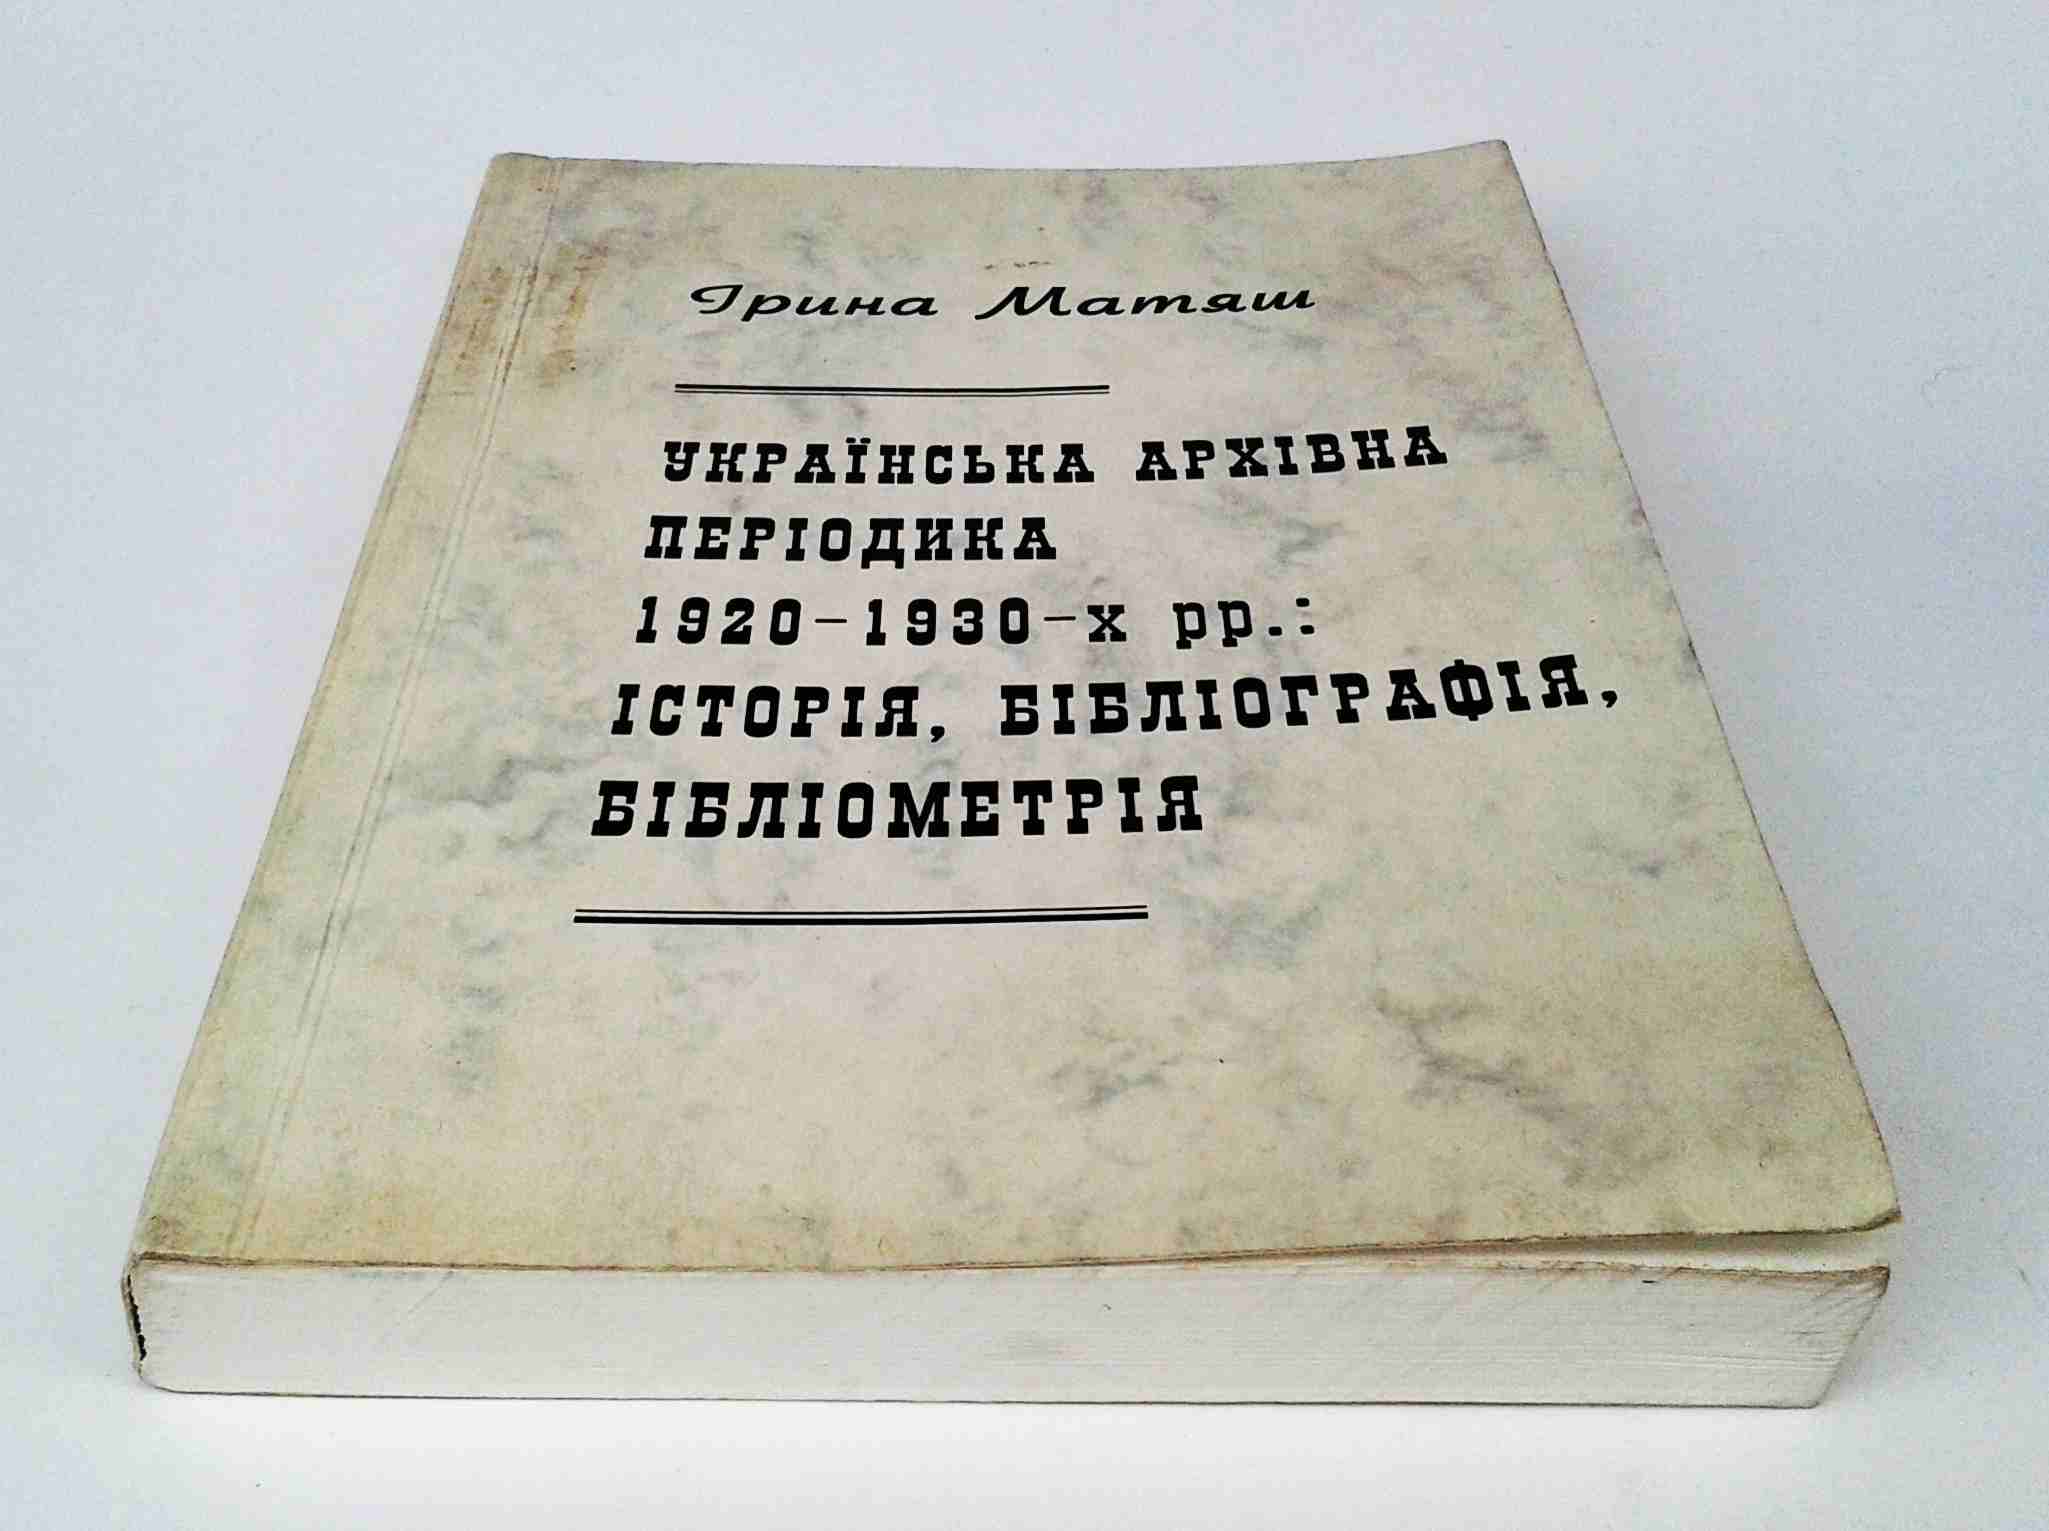 Ірина Матяш
УКРАЇНСЬКА АРХІВНА
ПЕРІОДИКА
1920–1930–х рр.:
ІСТОРІЯ, БІБЛІОГРАФІЯ,
БІБЛІОМЕТРІЯ